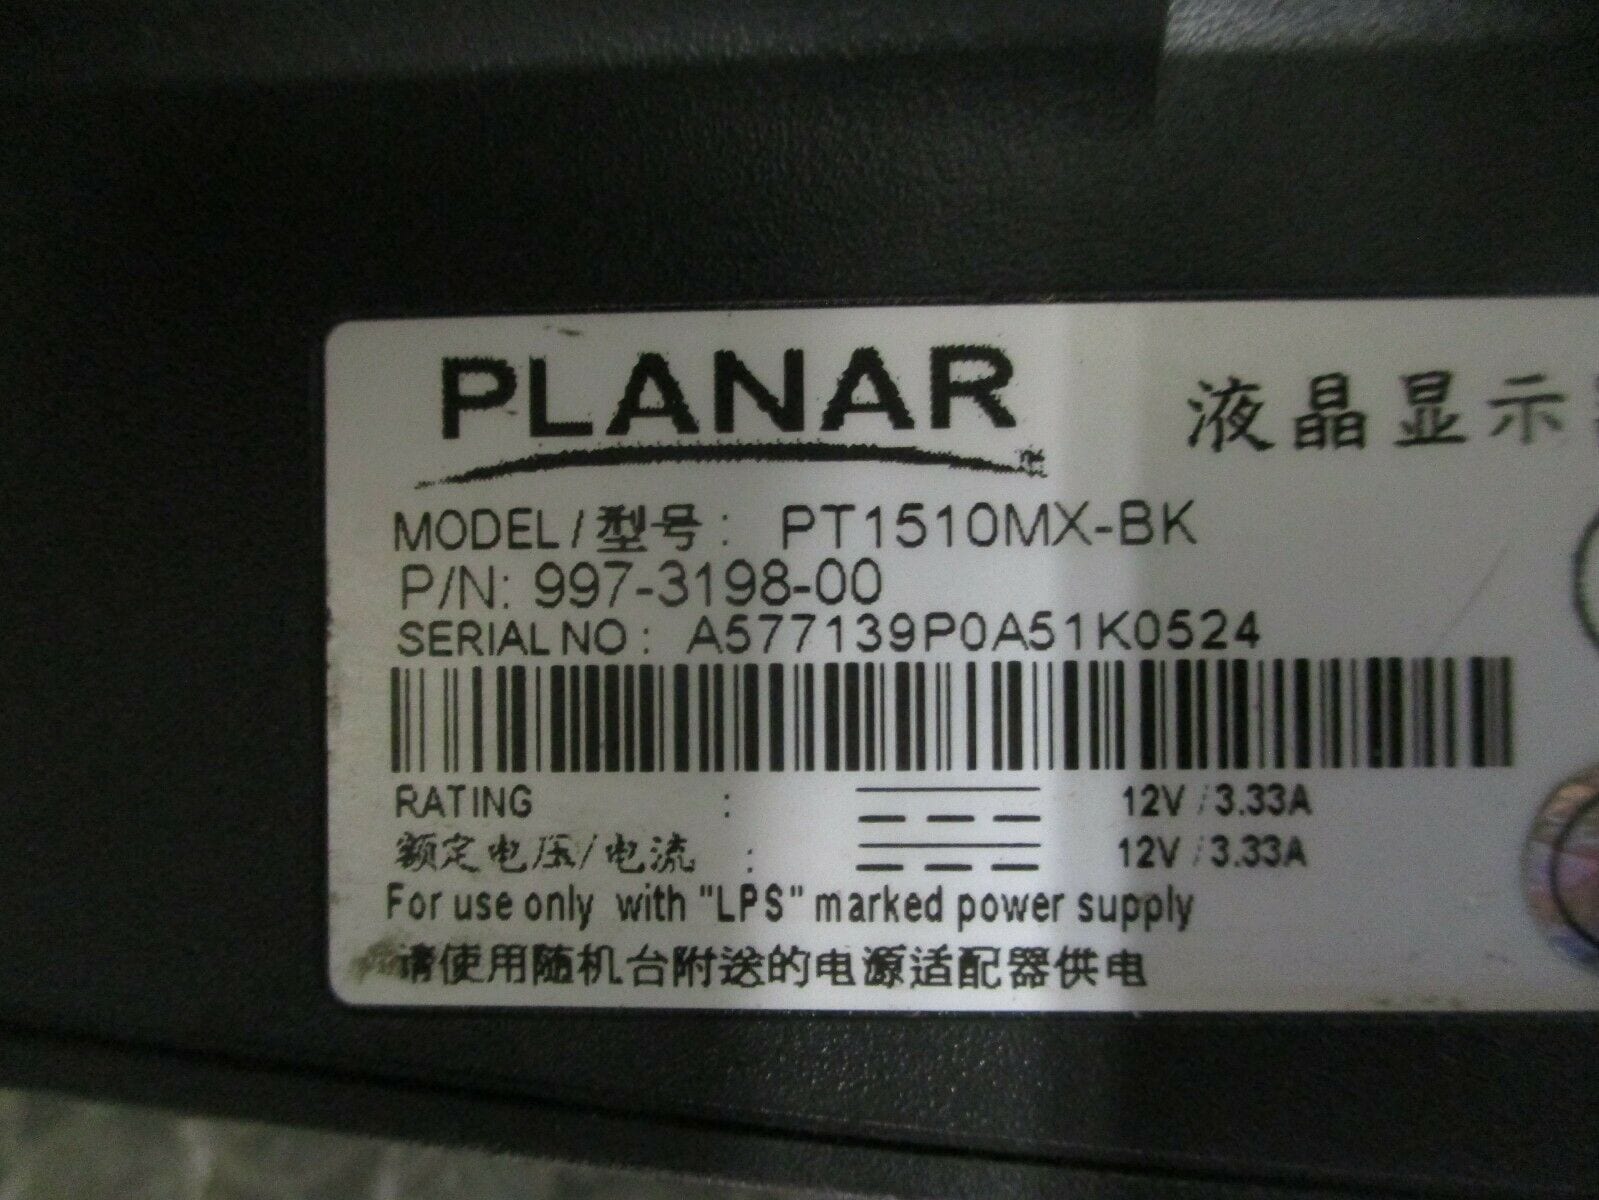 PLANAR
液晶显示
MODEL/型号: PT1510MX-BK
P/N: 997-3198-00
SERIAL NO: A577139P0A51K0524
RATING : 12V / 3.33A
额定电压/电流 : 12V / 3.33A
For use only with "LPS" marked power supply
请使用随机台附送的电源适配器供电